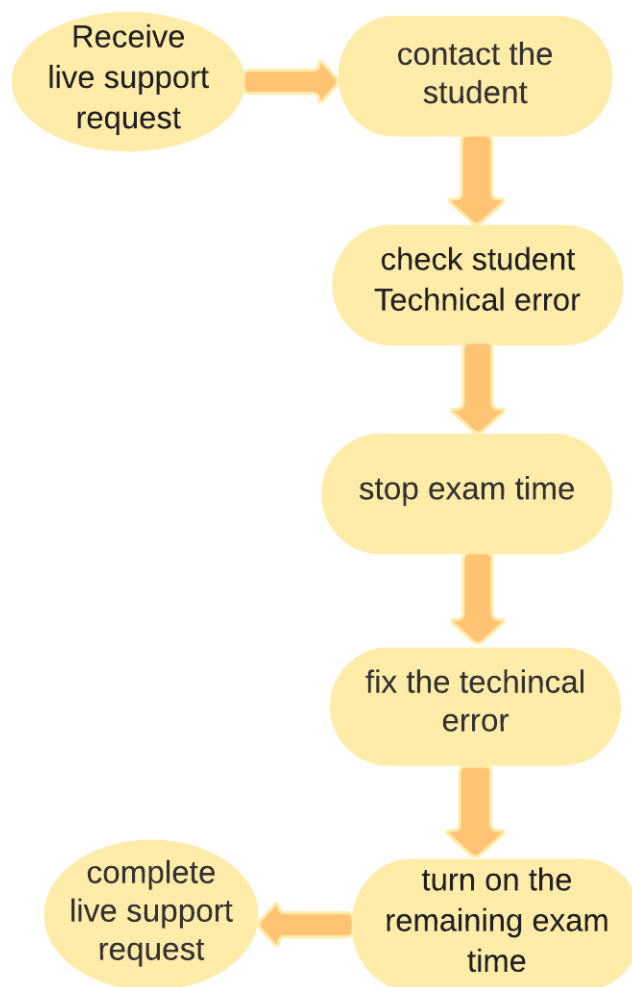 Receive
live support
request
contact the
student
check student
Technical error
stop exam time
fix the techincal
error
turn on the
remaining exam
time
complete
live support
request